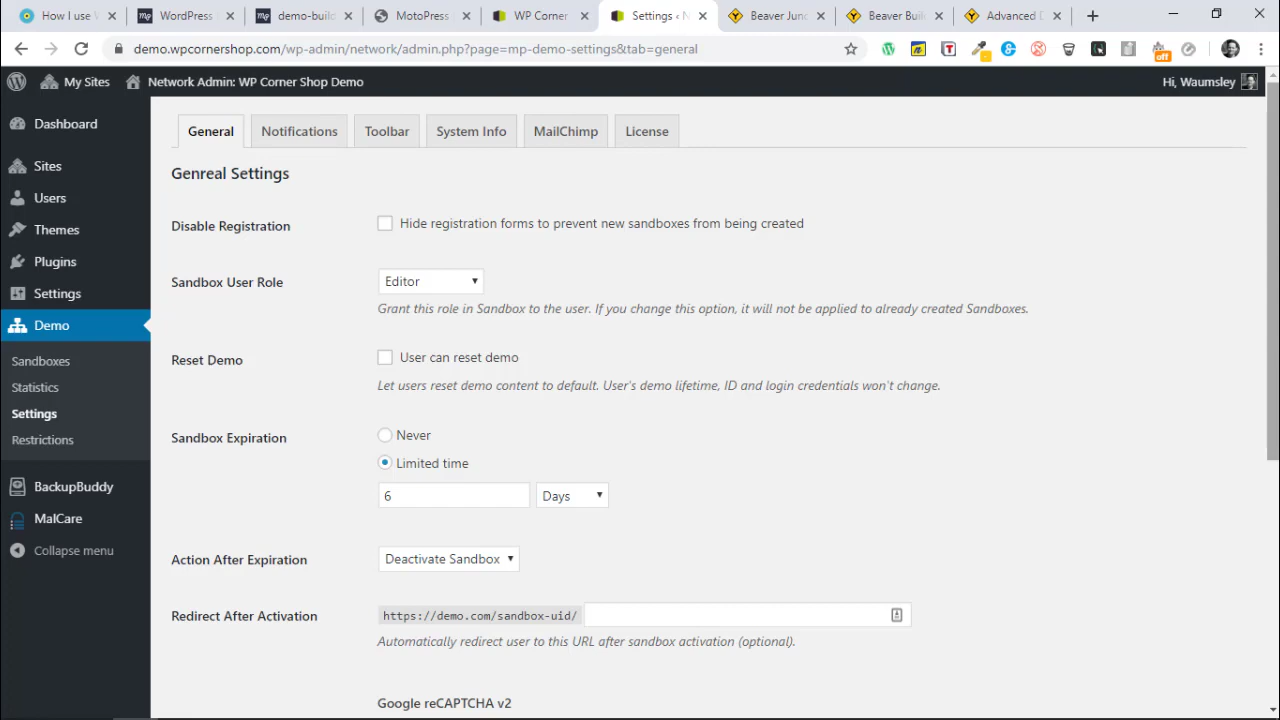 How I use W
WordPress
demo-build
MotoPress
WP Corner
Settings ‹ N
Beaver Junc
Beaver Buil
Advanced D
demo.wpcornershop.com/wp-admin/network/admin.php?page=mp-demo-settings&tab=general
off
My Sites
Network Admin: WP Corner Shop Demo
Hi, Waumsley
Dashboard
Sites
Users
Themes
Plugins
Settings
Demo
Sandboxes
Statistics
Settings
Restrictions
BackupBuddy
MalCare
Collapse menu
General
Notifications
Toolbar
System Info
MailChimp
License
Genreal Settings
Disable Registration
Hide registration forms to prevent new sandboxes from being created
Sandbox User Role
Editor
Grant this role in Sandbox to the user. If you change this option, it will not be applied to already created Sandboxes.
Reset Demo
User can reset demo
Let users reset demo content to default. User's demo lifetime, ID and login credentials won't change.
Sandbox Expiration
Never
Limited time
6
Days
Action After Expiration
Deactivate Sandbox
Redirect After Activation
https://demo.com/sandbox-uid/
Automatically redirect user to this URL after sandbox activation (optional).
Google reCAPTCHA v2